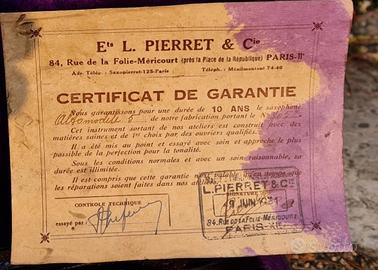 Ets L. PIERRET & Cie
84, Rue de la Folie-Méricourt (près la Place de la République) PARIS-11e
Adr. Télég. : Saxopierret-125-Paris Téléph. : Ménilmontant 74-40
CERTIFICAT DE GARANTIE
Nous garantissons pour une durée de 10 ANS le saxophone
de notre fabrication portant le No
Cet instrument sortant de nos ateliers est construit avec des
matières saines et de 1er choix par des ouvriers qualifiés.
Il a été mis au point et essayé avec soin et approche le plus
possible de la perfection pour la tonalité.
Sous les conditions normales et avec un soin raisonnable, sa
durée est illimitée.
Il est compris que cette garantie
les réparations soient faites dans nos
CONTROLE TECHNIQUE
essayé par
L. PIERRET & CIE
9 JUIN 1931
84, RUE DE LA FOLIE-MÉRICOURT
PARIS-XIe